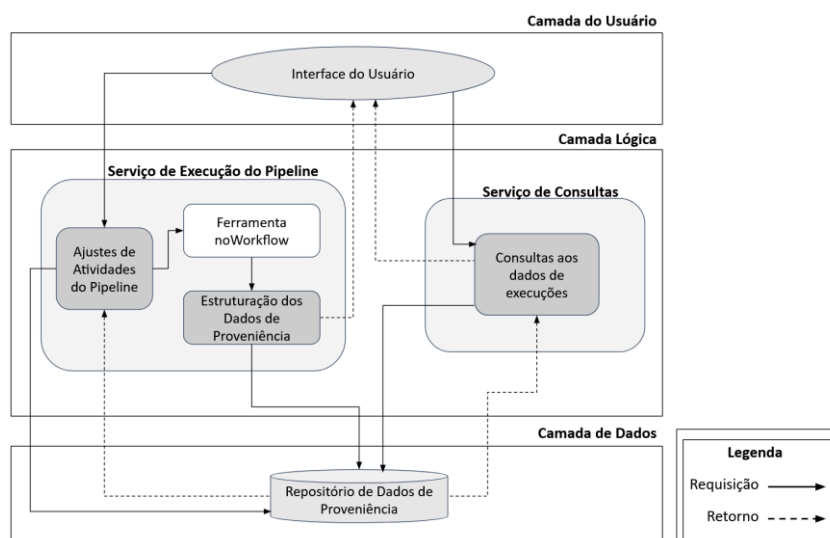 Camada do Usuário
Interface do Usuário
Camada Lógica
Serviço de Execução do Pipeline
Serviço de Consultas
Ferramenta
noWorkflow
Ajustes de
Atividades
do Pipeline
Consultas aos
dados de
execuções
Estruturação dos
Dados de
Proveniência
Camada de Dados
Repositório de Dados de
Proveniência
Legenda
Requisição
Retorno